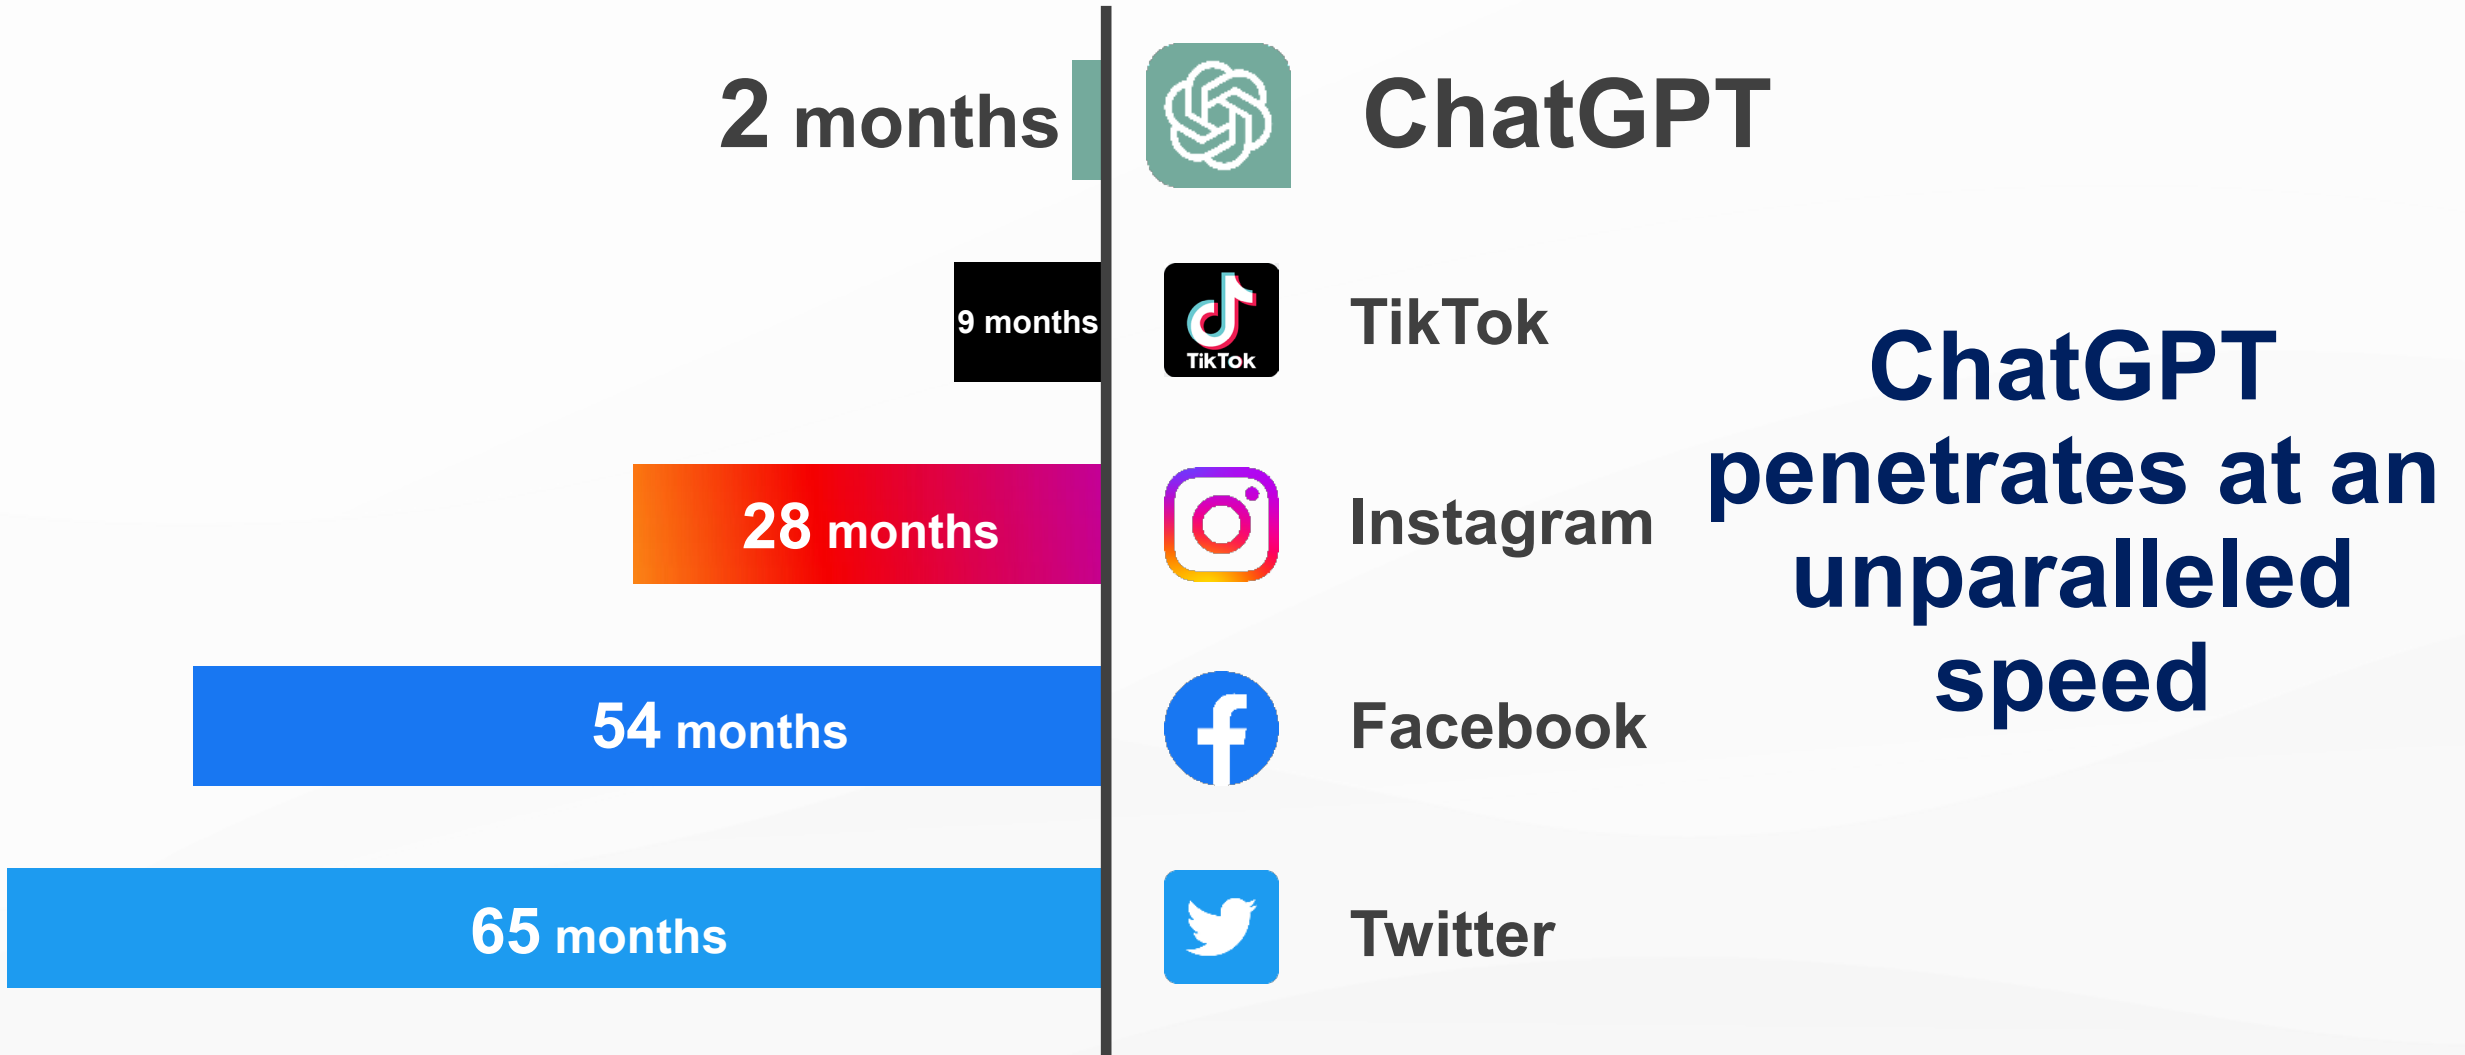 2 months ChatGPT
9 months TikTok TikTok
28 months Instagram
54 months Facebook
65 months Twitter
ChatGPT
penetrates at an
unparalleled
speed